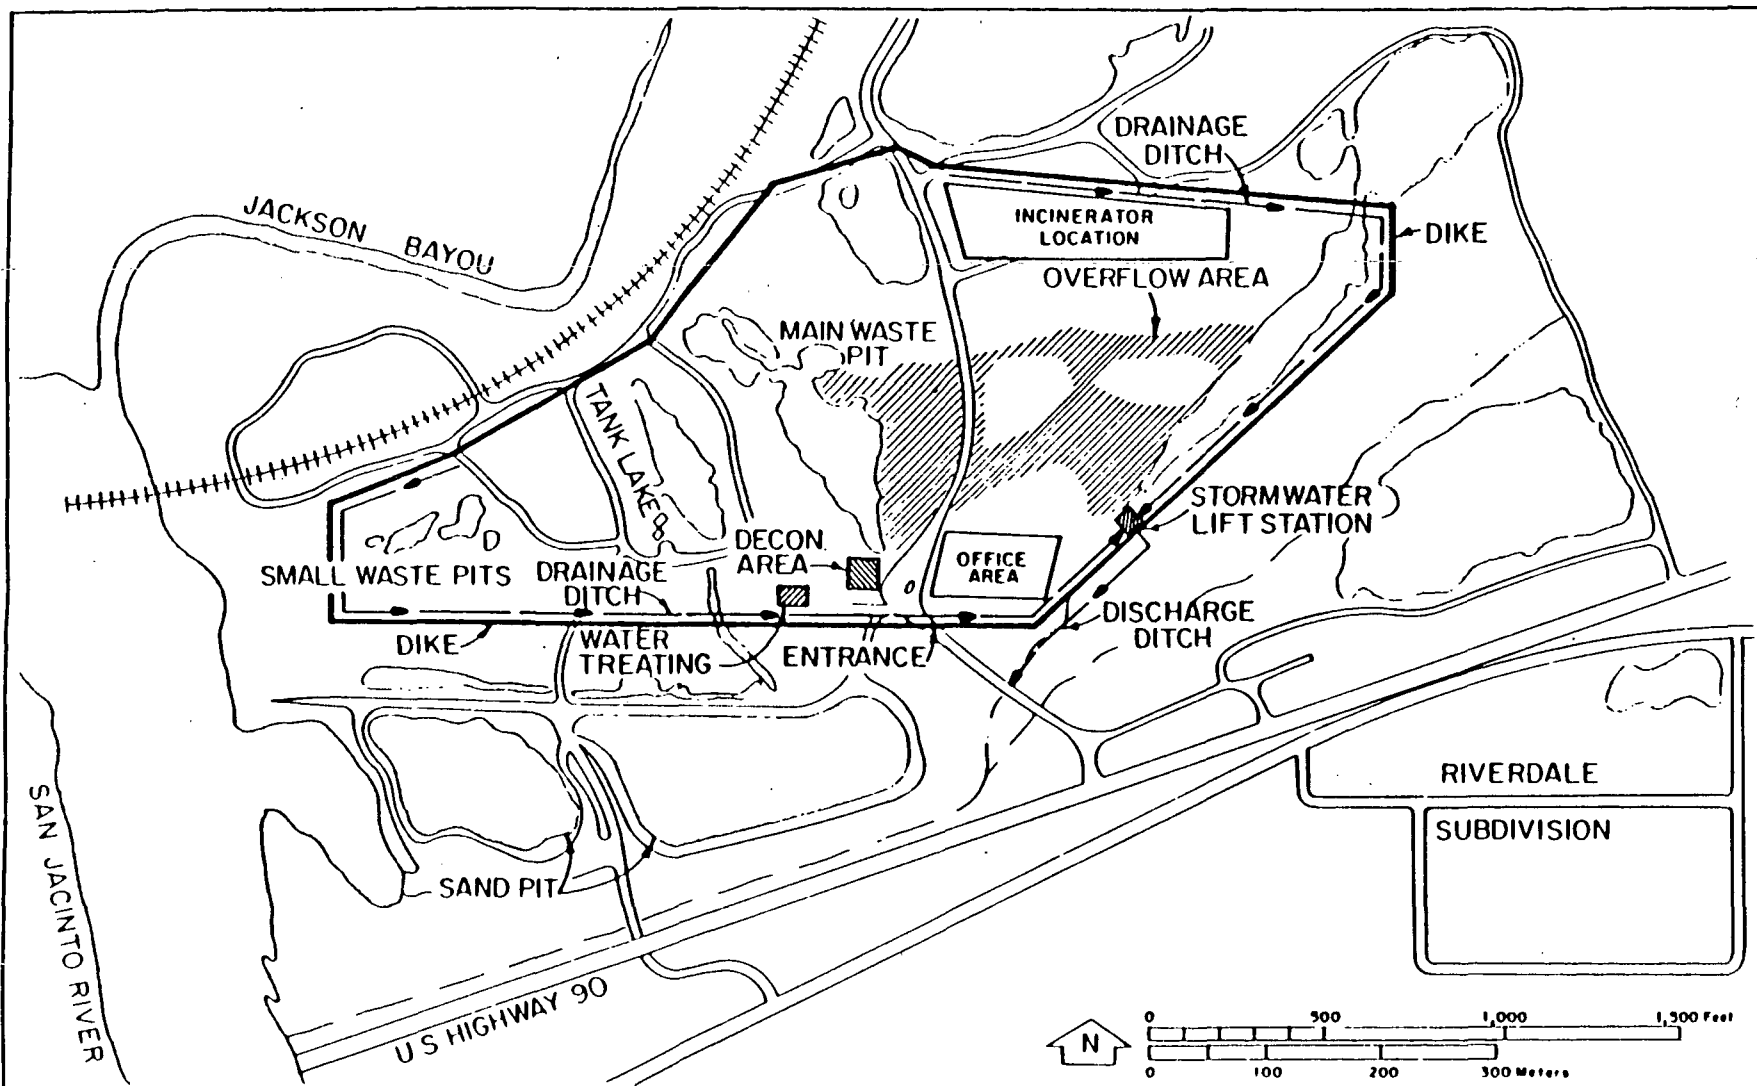 DRAINAGE
DITCH
JACKSON BAYOU
INCINERATOR
LOCATION
DIKE
OVERFLOW AREA
MAIN WASTE
PIT
TANK LAKE
STORMWATER
LIFT STATION
DECON
AREA
OFFICE
AREA
SMALL WASTE PITS
DRAINAGE
DITCH
DISCHARGE
DITCH
DIKE
WATER
TREATING
ENTRANCE
RIVERDALE
SUBDIVISION
SAN JACINTO RIVER
SAND PIT
U S HIGHWAY 90
N
0 500 1,000 1,500 Feet
0 100 200 300 Meters